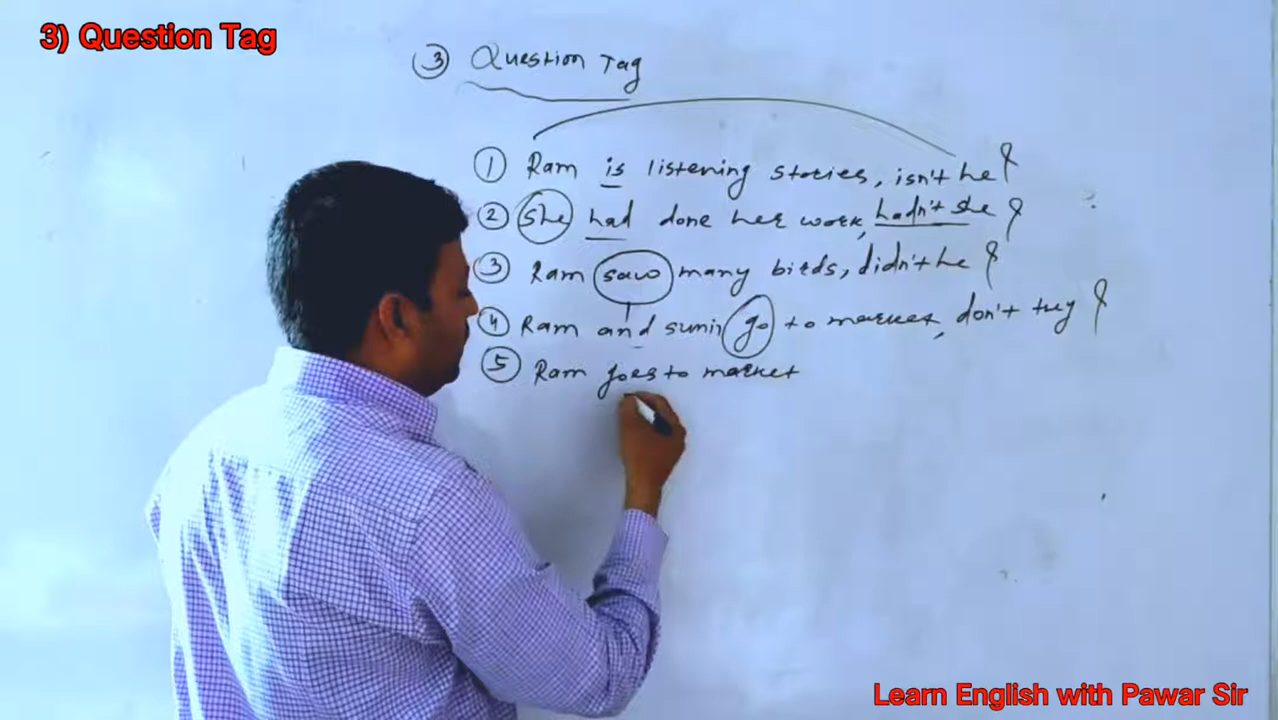 3) Question Tag
③ Question Tag
① Ram is listening stories, isn't he?
② she had done her work, hadn't she?
③ Ram saw many birds, didn't he?
④ Ram and sumit go to market, don't they?
⑤ Ram goes to market
Learn English with Pawar Sir